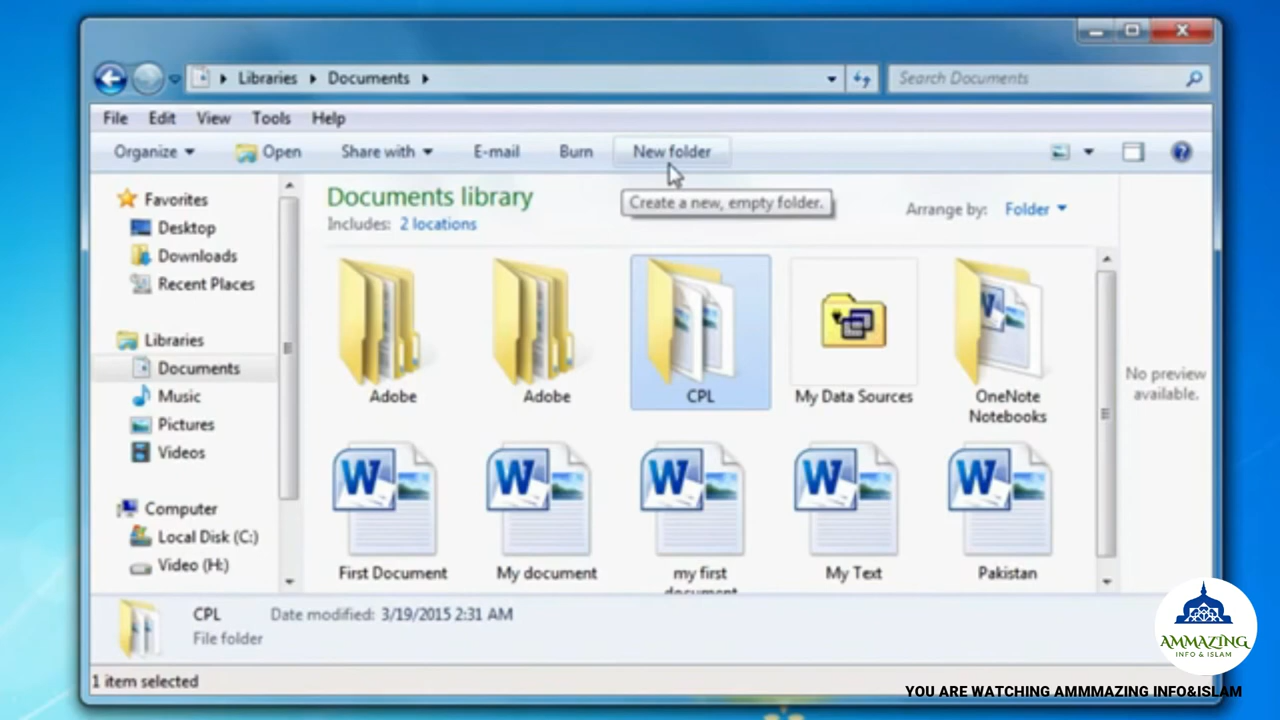 Libraries Documents
Search Documents
File Edit View Tools Help
Organize Open Share with E-mail Burn New folder
Create a new, empty folder.
Favorites
Desktop
Downloads
Recent Places
Libraries
Documents
Music
Pictures
Videos
Computer
Local Disk (C:)
Video (H:)
Documents library
Includes: 2 locations
Arrange by: Folder
Adobe Adobe CPL My Data Sources OneNote
Notebooks
First Document My document my first My Text Pakistan
document
No preview
available.
CPL Date modified: 3/19/2015 2:31 AM
File folder
1 item selected
AMMAZING
INFO & ISLAM
YOU ARE WATCHING AMMMAZING INFO&ISLAM